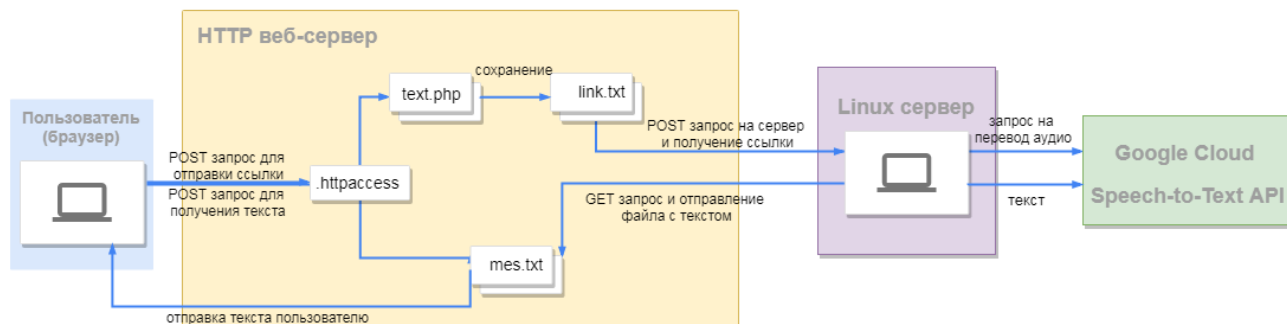 HTTP веб-сервер
Пользователь
(браузер)
POST запрос для
отправки ссылки
POST запрос для
получения текста
.httpaccess
text.php
сохранение
link.txt
POST запрос на сервер
и получение ссылки
GET запрос и отправление
файла с текстом
mes.txt
отправка текста пользователю
Linux сервер
запрос на
перевод аудио
текст
Google Cloud
Speech-to-Text API